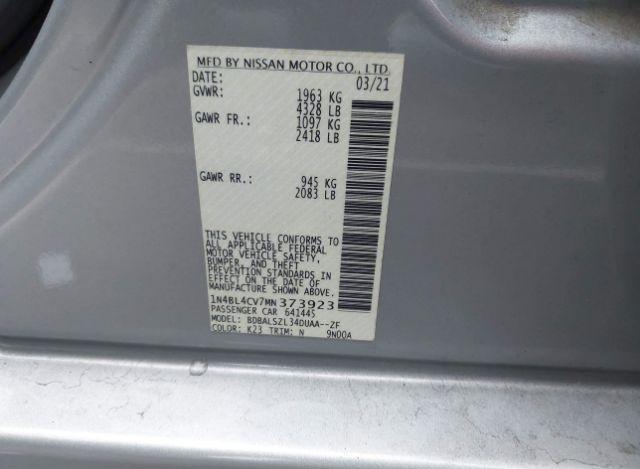 MFD BY NISSAN MOTOR CO., LTD.
DATE: 03/21
GVWR: 1963 KG
4328 LB
GAWR FR.: 1097 KG
2418 LB
GAWR RR.: 945 KG
2083 LB
THIS VEHICLE CONFORMS TO
ALL APPLICABLE FEDERAL
MOTOR VEHICLE SAFETY,
BUMPER, AND THEFT
PREVENTION STANDARDS IN
EFFECT ON THE DATE OF
MANUFACTURE SHOWN ABOVE.
1N4BL4CV7MN 373923
PASSENGER CAR 641445
MODEL: BDBALSZL34DUAA--ZF
COLOR: K23 TRIM: N 9N00A